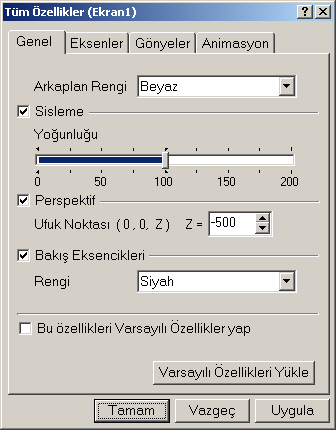 Tüm Özellikler (Ekran1)
Genel Eksenler Gönyeler Animasyon
Arkaplan Rengi Beyaz
Sisleme
Yoğunluğu
0 50 100 150 200
Perspektif
Ufuk Noktası ( 0 , 0, Z ) Z = -500
Bakış Eksencikleri
Rengi Siyah
Bu özellikleri Varsayılı Özellikler yap
Varsayılı Özellikleri Yükle
Tamam Vazgeç Uygula